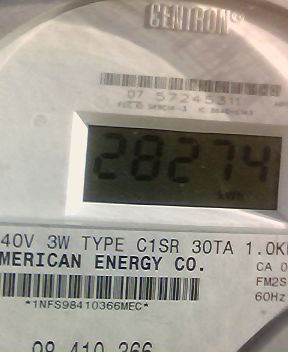 CENTRON®
07 57245311
28274
kWh
40V 3W TYPE C1SR 30TA 1.0K
MERICAN ENERGY CO.
CA 0
FM2S
60Hz
*1NFS98410366MEC*
98 410 366